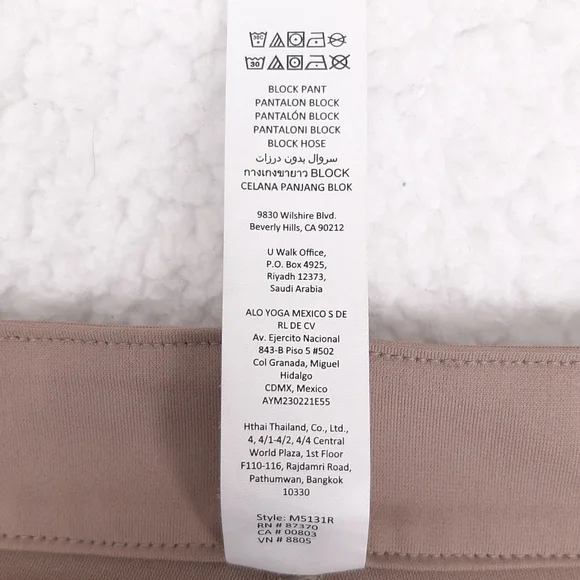 30C
30
BLOCK PANT
PANTALON BLOCK
PANTALÓN BLOCK
PANTALONI BLOCK
BLOCK HOSE
سروال بدون درزات
กางเกงขายาว BLOCK
CELANA PANJANG BLOK
9830 Wilshire Blvd.
Beverly Hills, CA 90212
U Walk Office,
P.O. Box 4925,
Riyadh 12373,
Saudi Arabia
ALO YOGA MEXICO S DE
RL DE CV
Av. Ejercito Nacional
843-B Piso 5 #502
Col Granada, Miguel
Hidalgo
CDMX, Mexico
AYM230221E55
Hthai Thailand, Co., Ltd.,
4, 4/1-4/2, 4/4 Central
World Plaza, 1st Floor
F110-116, Rajdamri Road,
Pathumwan, Bangkok
10330
Style: M5131R
RN # 87370
CA # 00803
VN # 8805